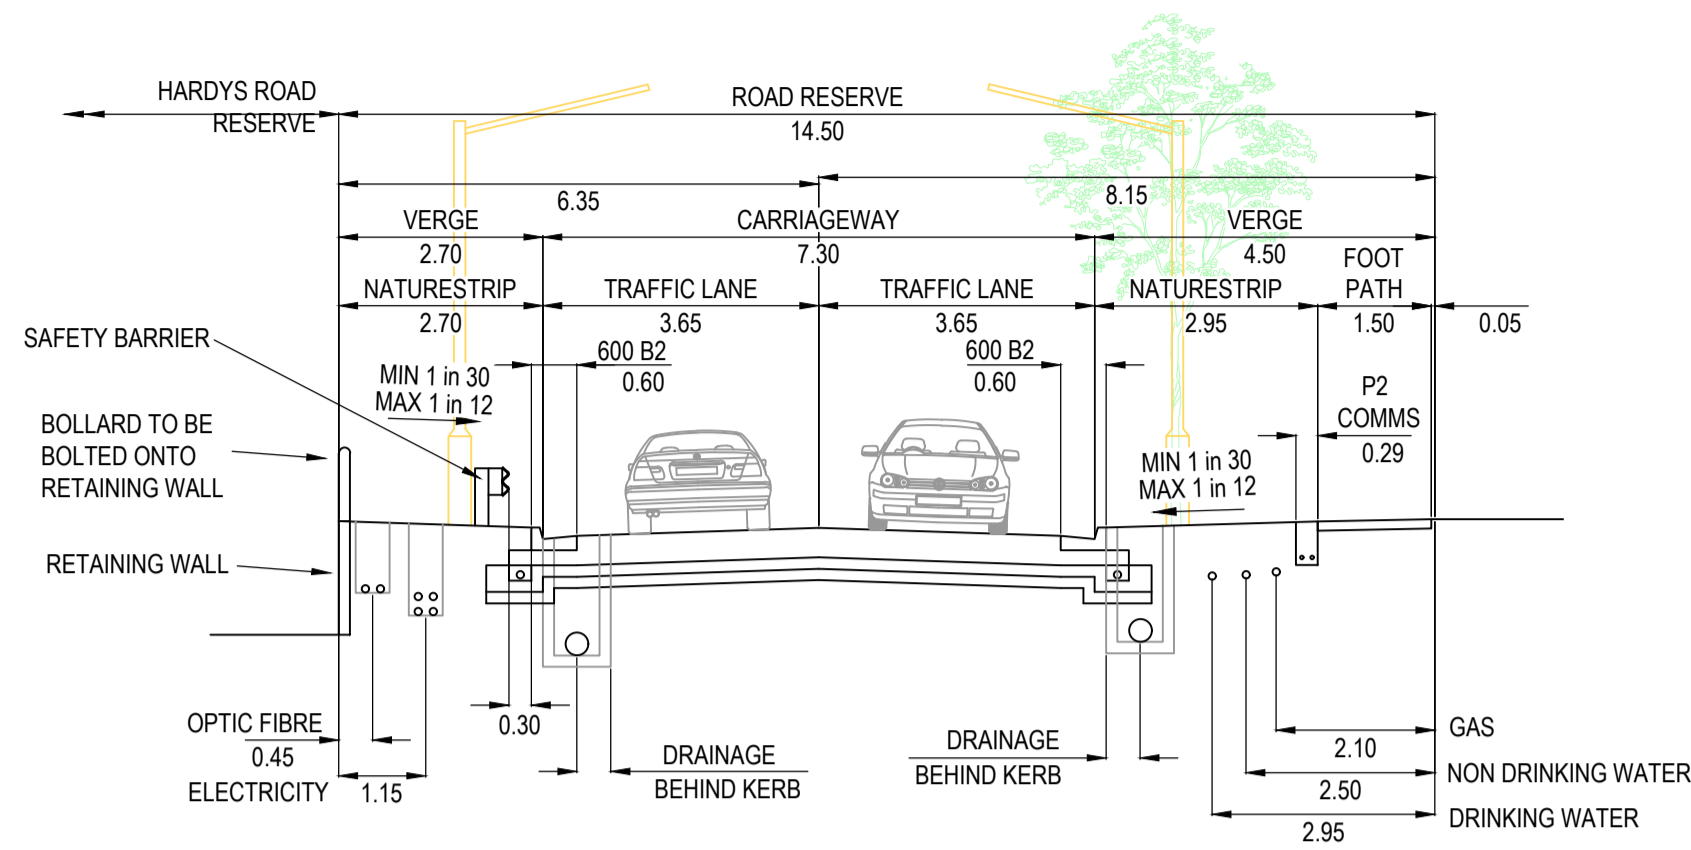 HARDYS ROAD
RESERVE
ROAD RESERVE
14.50
6.35
8.15
VERGE
2.70
CARRIAGEWAY
7.30
VERGE
4.50
NATURESTRIP
2.70
TRAFFIC LANE
3.65
TRAFFIC LANE
3.65
NATURESTRIP
2.95
FOOT
PATH
1.50
0.05
SAFETY BARRIER
600 B2
0.60
600 B2
0.60
MIN 1 in 30
MAX 1 in 12
P2
COMMS
0.29
BOLLARD TO BE
BOLTED ONTO
RETAINING WALL
MIN 1 in 30
MAX 1 in 12
RETAINING WALL
OPTIC FIBRE
0.45
ELECTRICITY
1.15
0.30
DRAINAGE
BEHIND KERB
DRAINAGE
BEHIND KERB
GAS
2.10
NON DRINKING WATER
2.50
DRINKING WATER
2.95